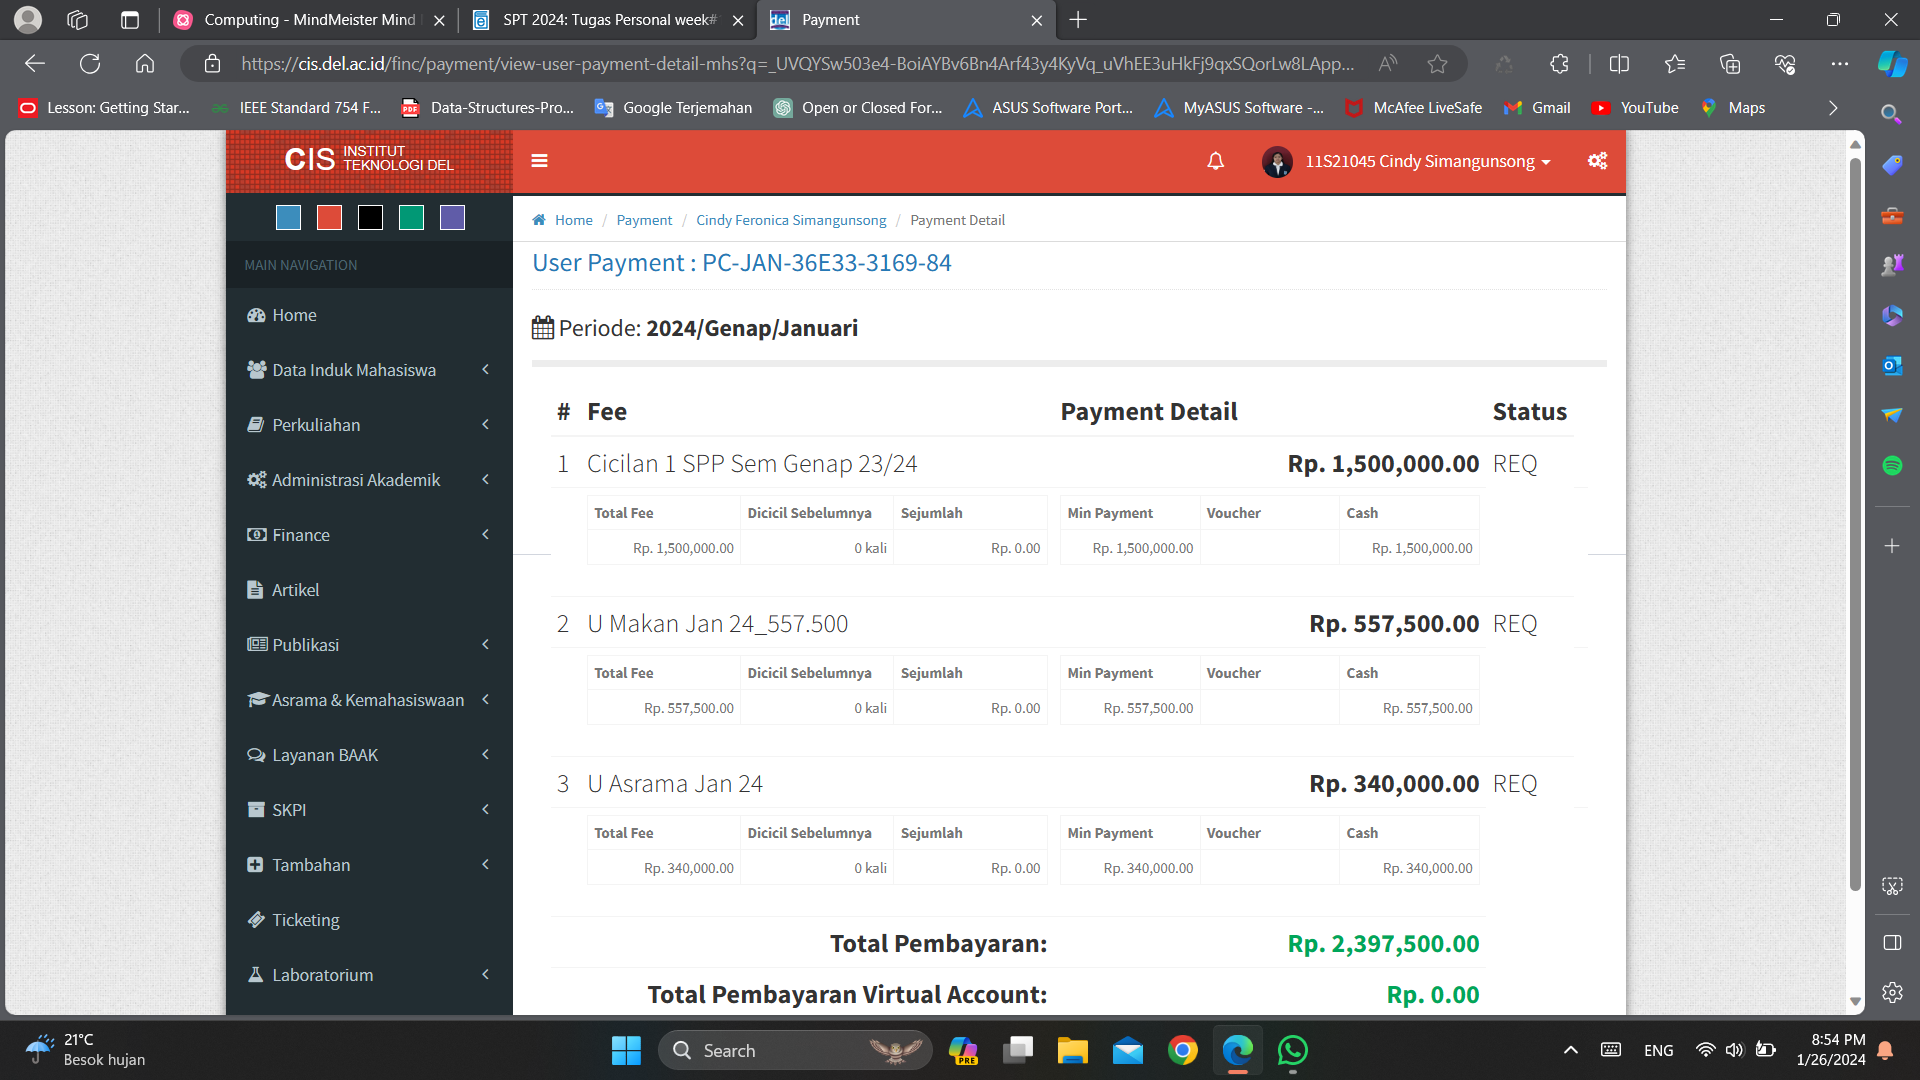 Computing - MindMeister Mind
SPT 2024: Tugas Personal week#
Payment
https://cis.del.ac.id/finc/payment/view-user-payment-detail-mhs?q=_UVQYSw503e4-BoiAYBv6Bn4Arf43y4KyVq_uVhEE3uHkFj9qxSQorLw8LApp...
Lesson: Getting Star...
IEEE Standard 754 F...
Data-Structures-Pro...
Google Terjemahan
Open or Closed For...
ASUS Software Port...
MyASUS Software -...
McAfee LiveSafe
Gmail
YouTube
Maps
CIS INSTITUT TEKNOLOGI DEL
11S21045 Cindy Simangunsong
Home / Payment / Cindy Feronica Simangunsong / Payment Detail
MAIN NAVIGATION
Home
Data Induk Mahasiswa
Perkuliahan
Administrasi Akademik
Finance
Artikel
Publikasi
Asrama & Kemahasiswaan
Layanan BAAK
SKPI
Tambahan
Ticketing
Laboratorium
User Payment : PC-JAN-36E33-3169-84
Periode: 2024/Genap/Januari
# Fee Payment Detail Status
1 Cicilan 1 SPP Sem Genap 23/24 Rp. 1,500,000.00 REQ
Total Fee Dicicil Sebelumnya Sejumlah Min Payment Voucher Cash
Rp. 1,500,000.00 0 kali Rp. 0.00 Rp. 1,500,000.00 Rp. 1,500,000.00
2 U Makan Jan 24_557.500 Rp. 557,500.00 REQ
Total Fee Dicicil Sebelumnya Sejumlah Min Payment Voucher Cash
Rp. 557,500.00 0 kali Rp. 0.00 Rp. 557,500.00 Rp. 557,500.00
3 U Asrama Jan 24 Rp. 340,000.00 REQ
Total Fee Dicicil Sebelumnya Sejumlah Min Payment Voucher Cash
Rp. 340,000.00 0 kali Rp. 0.00 Rp. 340,000.00 Rp. 340,000.00
Total Pembayaran: Rp. 2,397,500.00
Total Pembayaran Virtual Account: Rp. 0.00
21°C
Besok hujan
Search
PRE
ENG
8:54 PM
1/26/2024